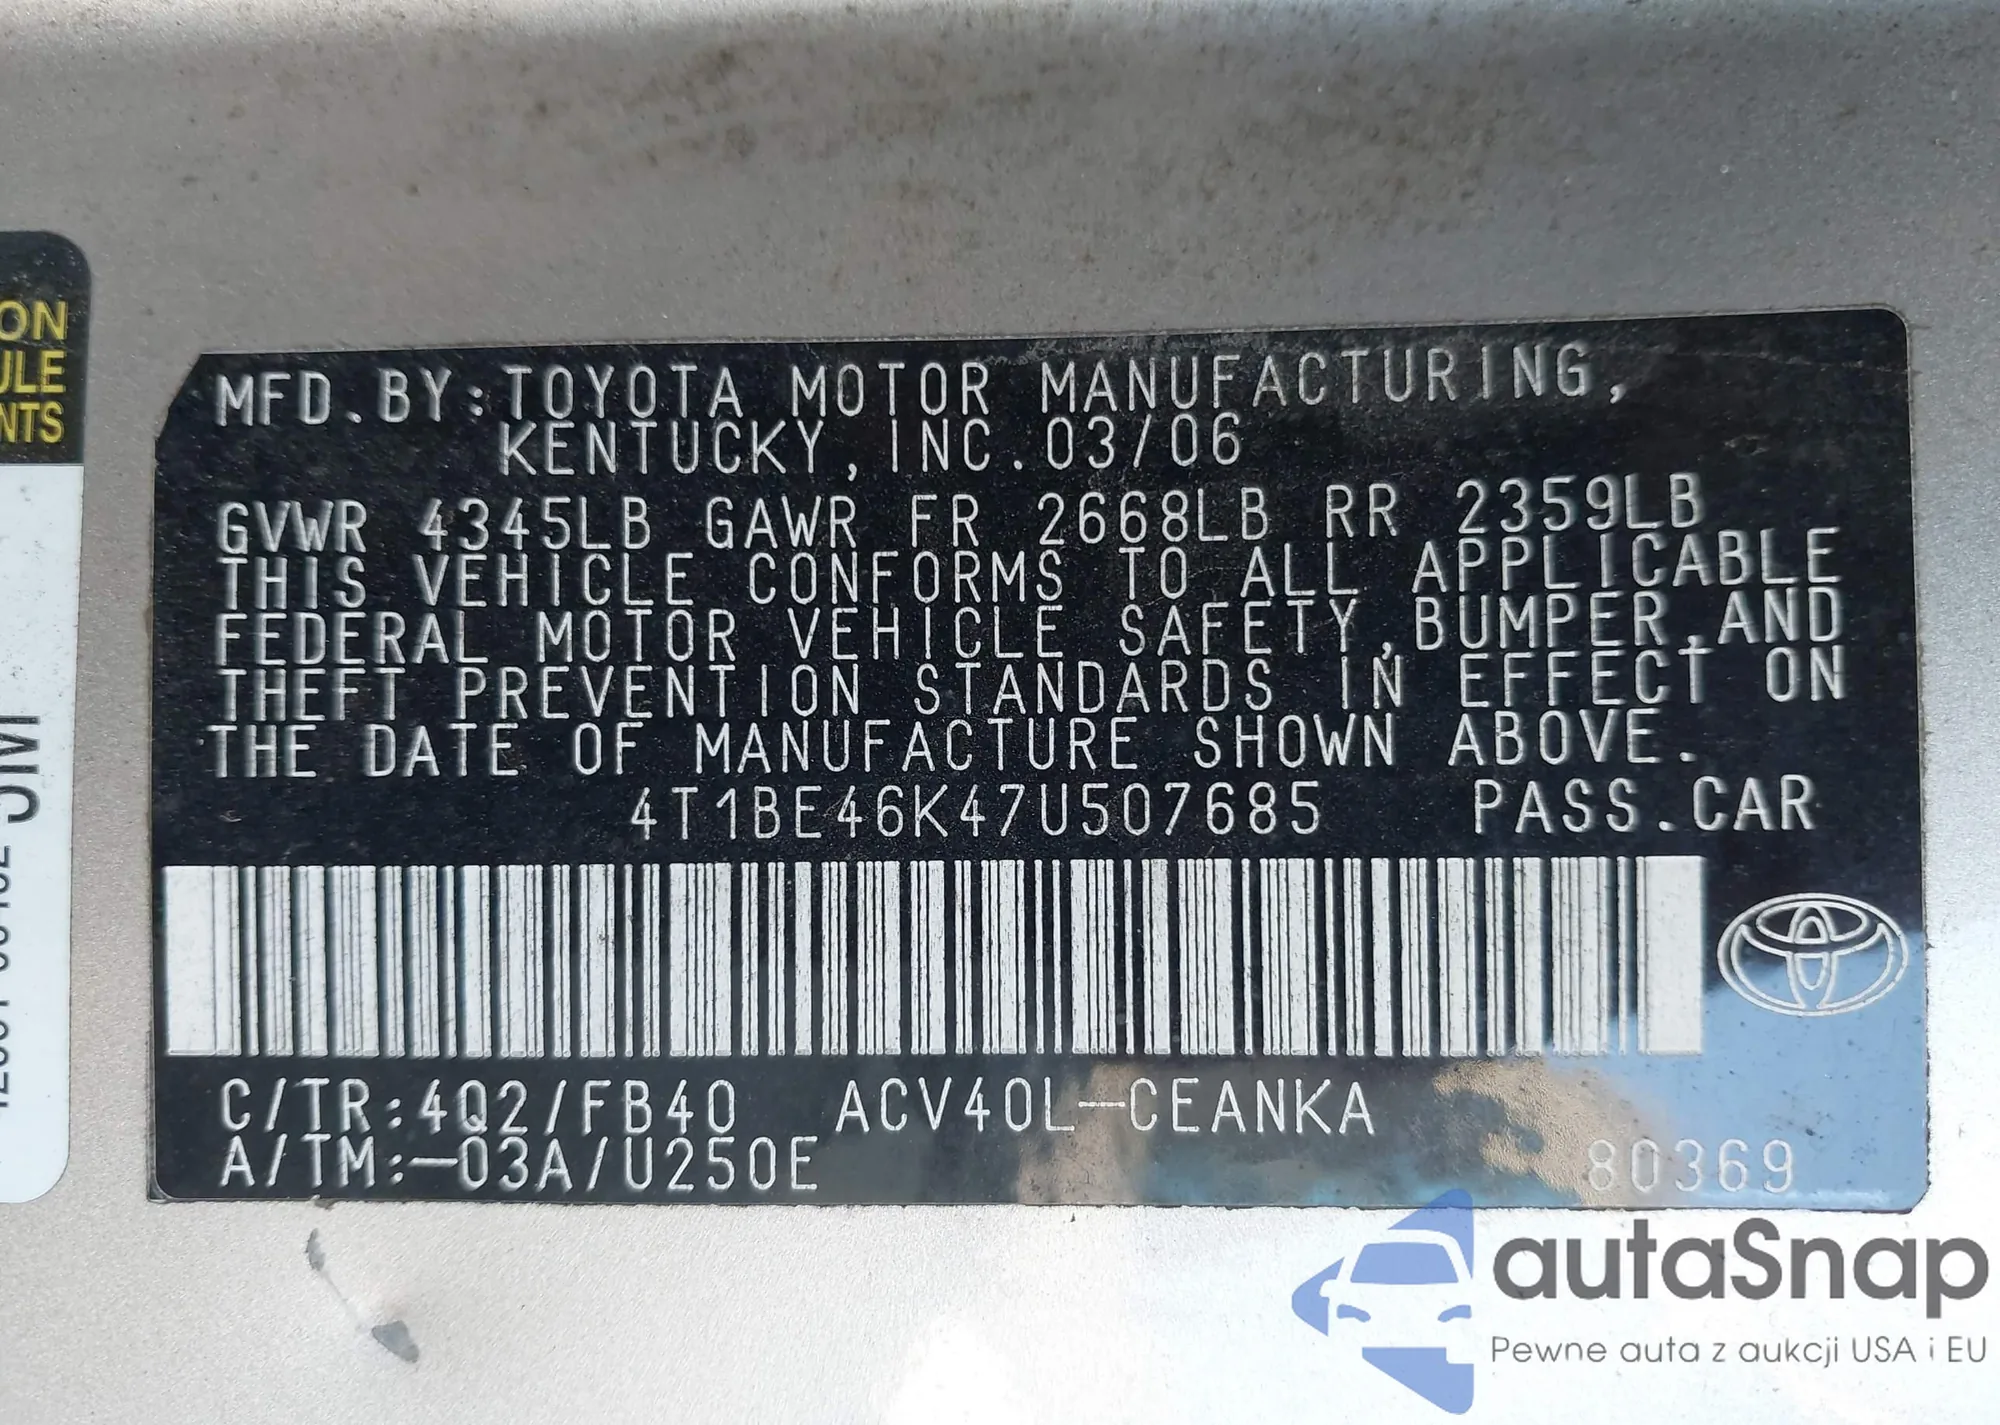 ON
ULE
NTS
MFD.BY:TOYOTA MOTOR MANUFACTURING,
KENTUCKY,INC.03/06
GVWR 4345LB GAWR FR 2668LB RR 2359LB
THIS VEHICLE CONFORMS TO ALL APPLICABLE
FEDERAL MOTOR VEHICLE SAFETY,BUMPER,AND
THEFT PREVENTION STANDARDS IN EFFECT ON
THE DATE OF MANUFACTURE SHOWN ABOVE.
4T1BE46K47U507685 PASS.CAR
C/TR:4Q2/FB40 ACV40L-CEANKA
A/TM:-03A/U250E
80369
autaSnap
Pewne auta z aukcji USA i EU